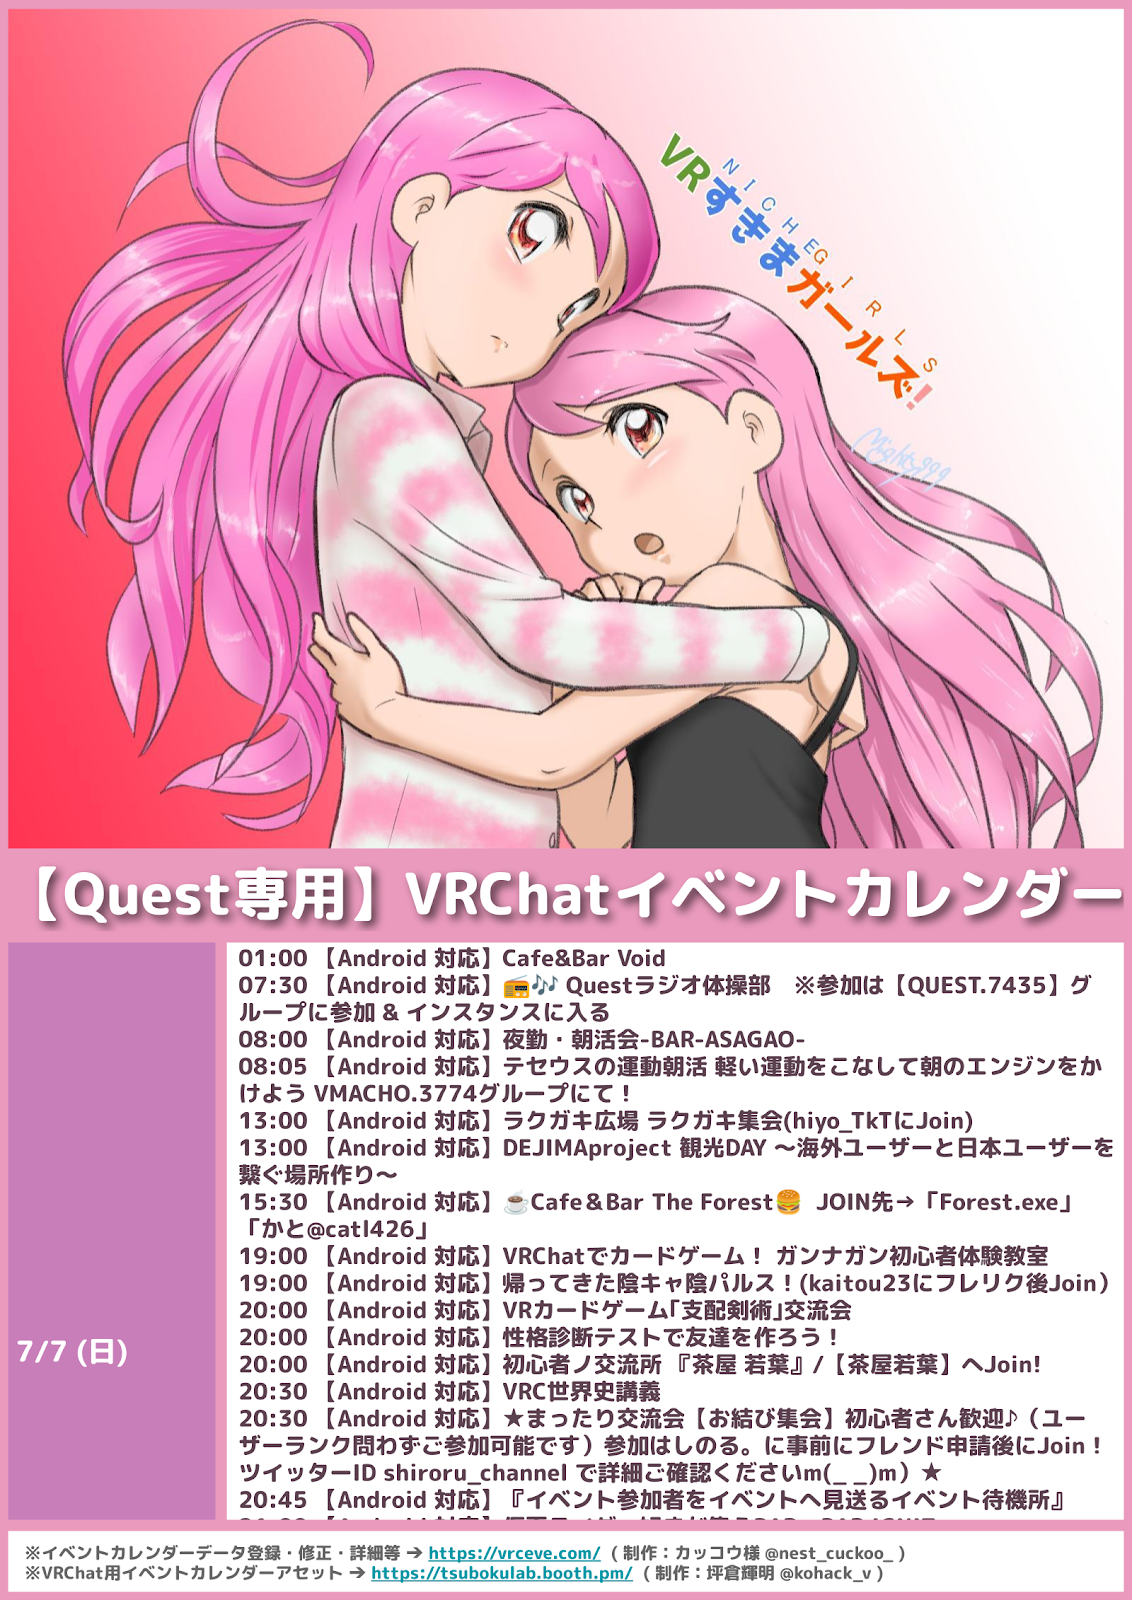 VRすきまガールズ!
NICHEGIRLS
Mighty999
【Quest専用】VRChatイベントカレンダー
7/7 (日)
01:00 【Android 対応】Cafe&Bar Void
07:30 【Android 対応】📻🎶 Questラジオ体操部　※参加は【QUEST.7435】グ
ループに参加 & インスタンスに入る
08:00 【Android 対応】夜勤・朝活会-BAR-ASAGAO-
08:05 【Android 対応】テセウスの運動朝活 軽い運動をこなして朝のエンジンをか
けよう VMACHO.3774グループにて！
13:00 【Android 対応】ラクガキ広場 ラクガキ集会(hiyo_TkTにJoin)
13:00 【Android 対応】DEJIMAproject 観光DAY ～海外ユーザーと日本ユーザーを
繋ぐ場所作り～
15:30 【Android 対応】☕Cafe＆Bar The Forest🍔 JOIN先→「Forest.exe」
「かと@catl426」
19:00 【Android 対応】VRChatでカードゲーム！ ガンナガン初心者体験教室
19:00 【Android 対応】帰ってきた陰キャ陰パルス！(kaitou23にフレリク後Join）
20:00 【Android 対応】VRカードゲーム｢支配剣術｣交流会
20:00 【Android 対応】性格診断テストで友達を作ろう！
20:00 【Android 対応】初心者ノ交流所 『茶屋 若葉』/【茶屋若葉】へJoin!
20:30 【Android 対応】VRC世界史講義
20:30 【Android 対応】★まったり交流会【お結び集会】初心者さん歓迎♪（ユー
ザーランク問わずご参加可能です）参加はしのる。に事前にフレンド申請後にJoin！
ツイッターID shiroru_channel で詳細ご確認くださいm(_ _)m）★
20:45 【Android 対応】『イベント参加者をイベントへ見送るイベント待機所』
※イベントカレンダーデータ登録・修正・詳細等 ➔ https://vrceve.com/ ( 制作：カッコウ様 @nest_cuckoo_ )
※VRChat用イベントカレンダーアセット ➔ https://tsubokulab.booth.pm/ ( 制作：坪倉輝明 @kohack_v )